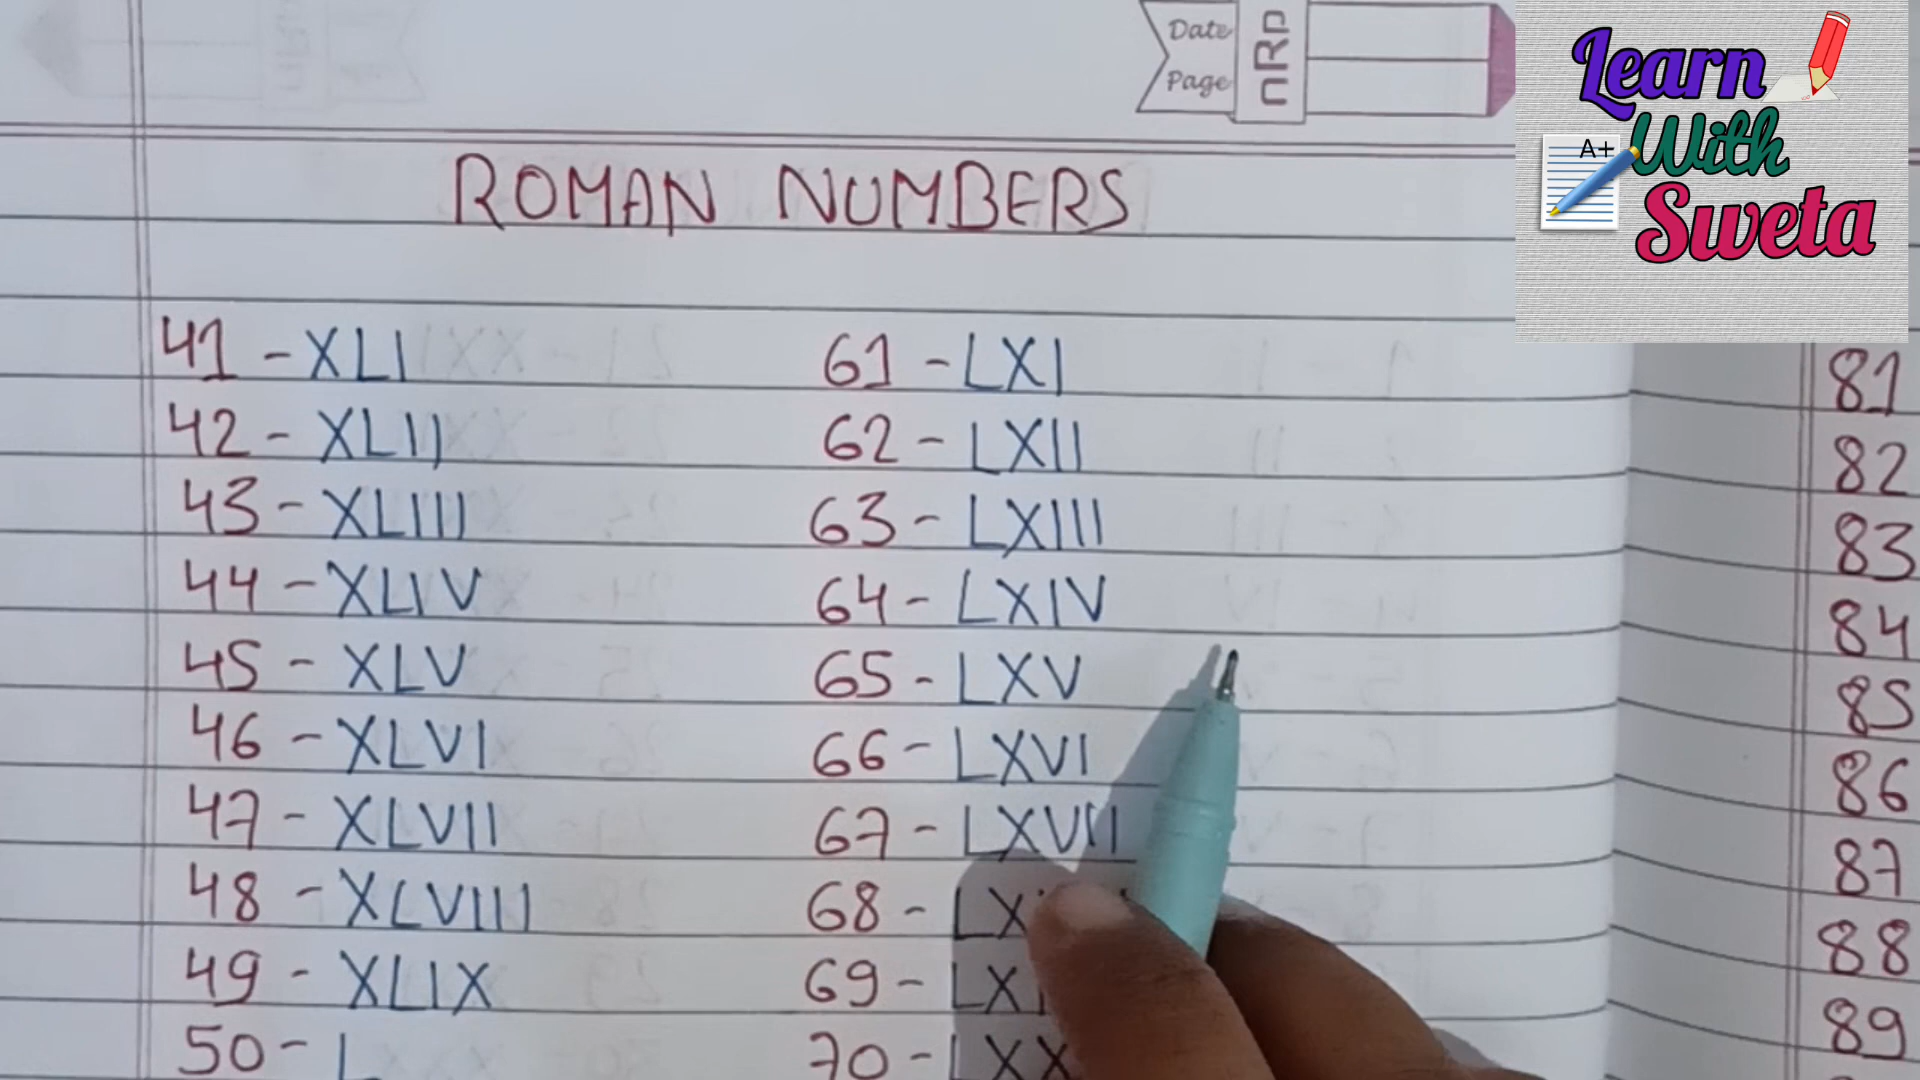 Date
Page
nRp
Learn
With
A+
Sweta
ROMAN NUMBERS
41 - XLI
42 - XLII
43 - XLIII
44 - XLIV
45 - XLV
46 - XLVI
47 - XLVII
48 - XLVIII
49 - XLIX
50 - L
61 - LXI
62 - LXII
63 - LXIII
64 - LXIV
65 - LXV
66 - LXVI
67 - LXVII
68 -
69 -
70 - LXX
81
82
83
84
85
86
87
88
89